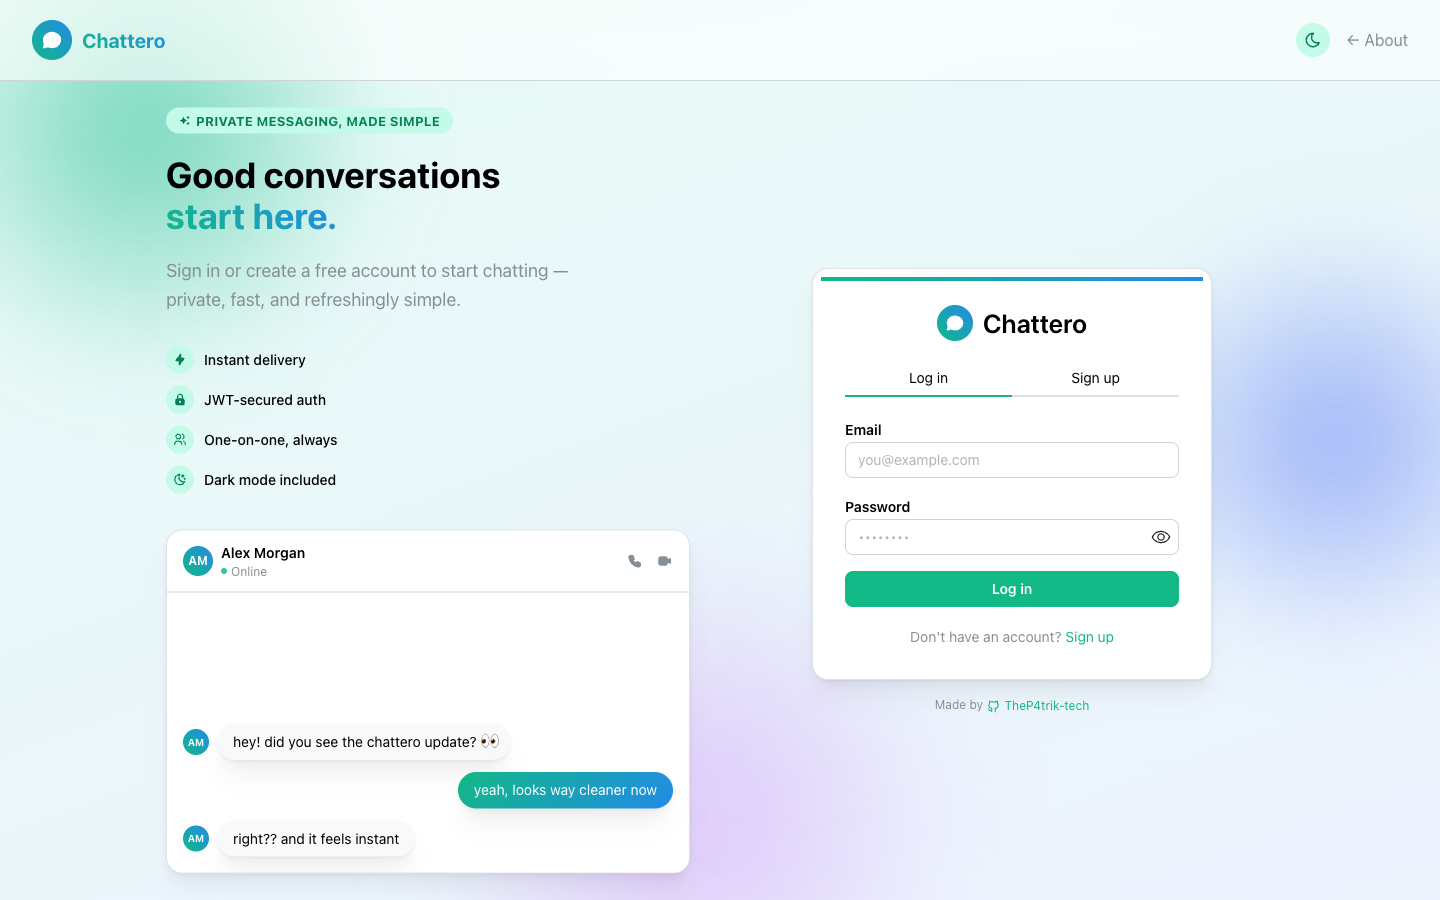 Chattero
← About
PRIVATE MESSAGING, MADE SIMPLE
Good conversations
start here.
Sign in or create a free account to start chatting —
private, fast, and refreshingly simple.
Instant delivery
JWT-secured auth
One-on-one, always
Dark mode included
AM
Alex Morgan
Online
AM
hey! did you see the chattero update? 👀
yeah, looks way cleaner now
AM
right?? and it feels instant
Chattero
Log in
Sign up
Email
you@example.com
Password
••••••••
Log in
Don't have an account? Sign up
Made by TheP4trik-tech